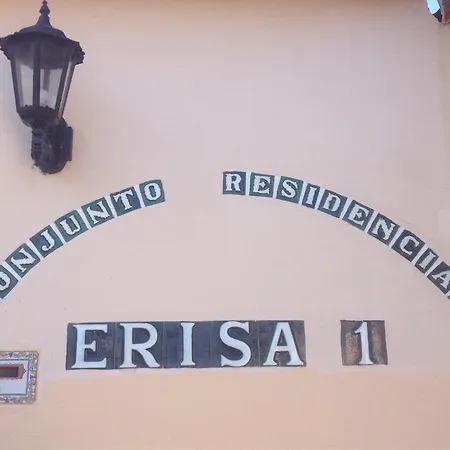 ONJUNTO RESIDENCIA
ERISA 1